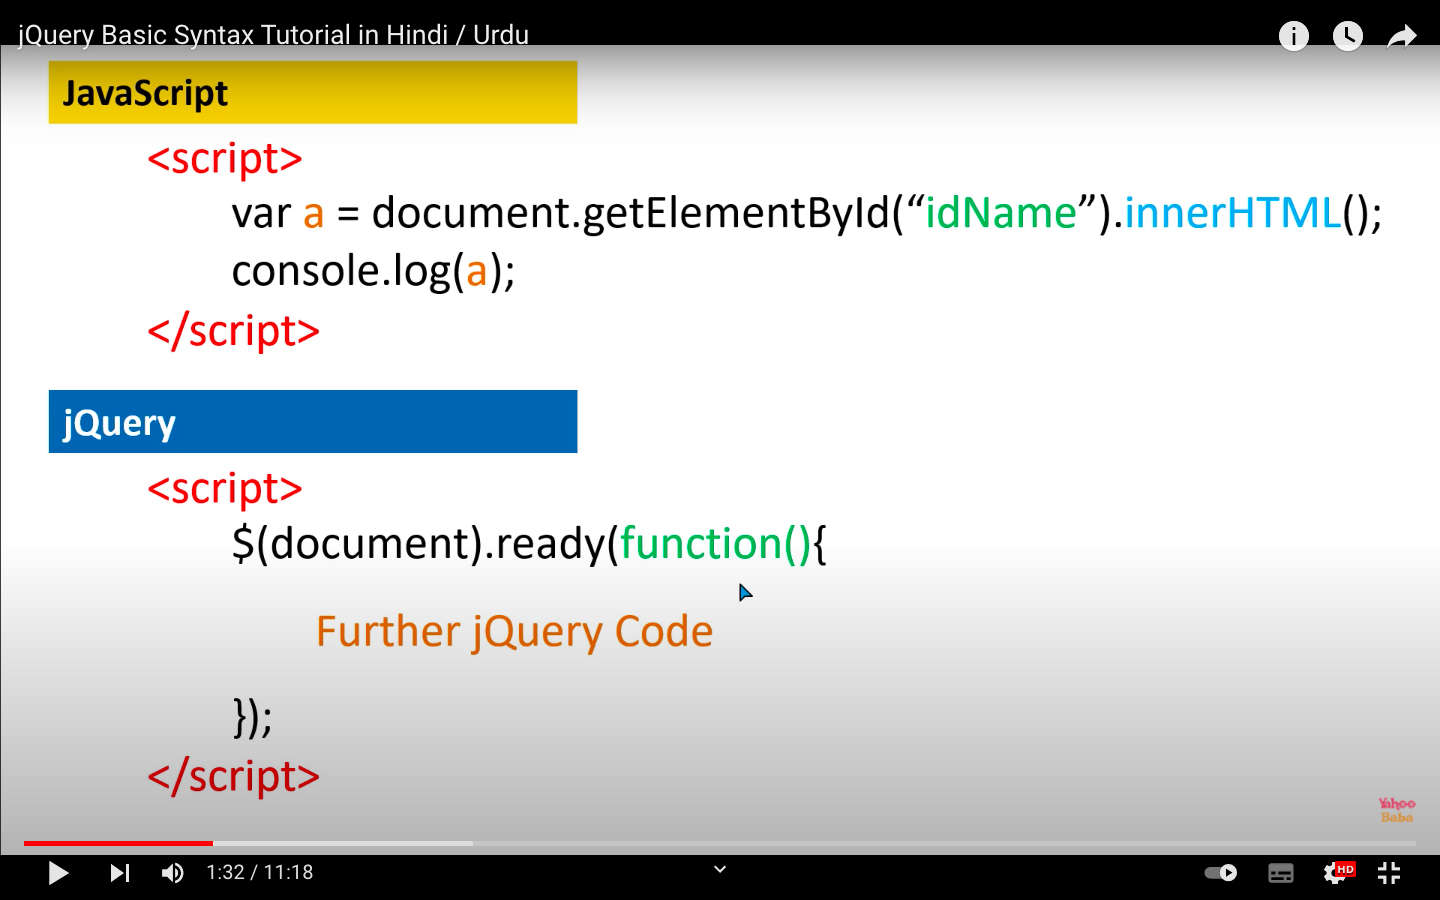 jQuery Basic Syntax Tutorial in Hindi / Urdu
JavaScript
<script>
var a = document.getElementById(“idName”).innerHTML();
console.log(a);
</script>
jQuery
<script>
$(document).ready(function(){
Further jQuery Code
});
</script>
Yahoo
Baba
1:32 / 11:18
HD